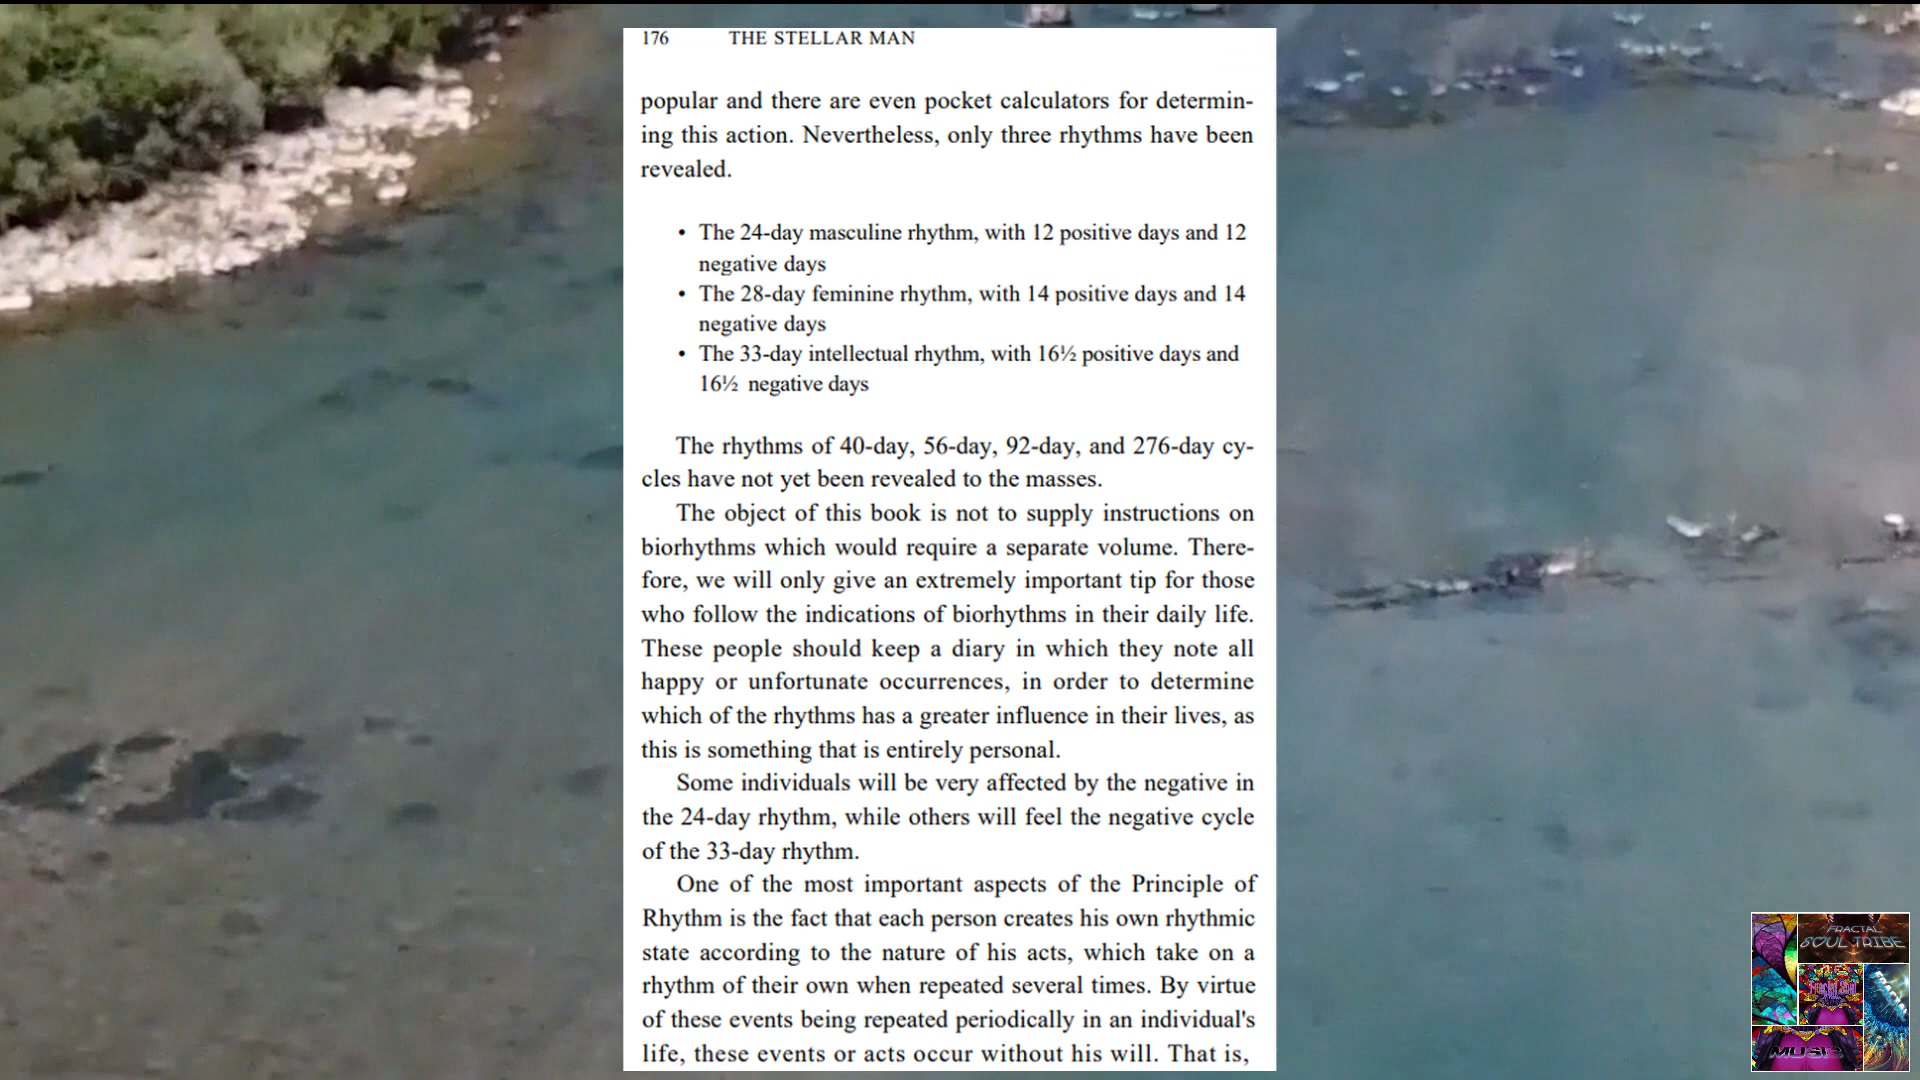 176 THE STELLAR MAN
popular and there are even pocket calculators for determin-
ing this action. Nevertheless, only three rhythms have been
revealed.
• The 24-day masculine rhythm, with 12 positive days and 12
negative days
• The 28-day feminine rhythm, with 14 positive days and 14
negative days
• The 33-day intellectual rhythm, with 16½ positive days and
16½ negative days
The rhythms of 40-day, 56-day, 92-day, and 276-day cy-
cles have not yet been revealed to the masses.
The object of this book is not to supply instructions on
biorhythms which would require a separate volume. There-
fore, we will only give an extremely important tip for those
who follow the indications of biorhythms in their daily life.
These people should keep a diary in which they note all
happy or unfortunate occurrences, in order to determine
which of the rhythms has a greater influence in their lives, as
this is something that is entirely personal.
Some individuals will be very affected by the negative in
the 24-day rhythm, while others will feel the negative cycle
of the 33-day rhythm.
One of the most important aspects of the Principle of
Rhythm is the fact that each person creates his own rhythmic
state according to the nature of his acts, which take on a
rhythm of their own when repeated several times. By virtue
of these events being repeated periodically in an individual's
life, these events or acts occur without his will. That is,
FRACTAL
SOUL TRIBE
Fractal Soul
MUSIC